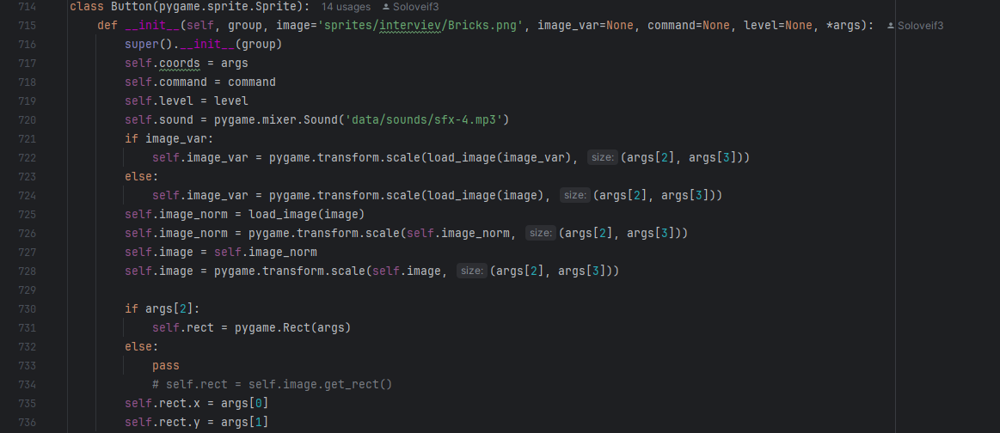 714 class Button(pygame.sprite.Sprite): 14 usages Soloveif3
715 def __init__(self, group, image='sprites/interviev/Bricks.png', image_var=None, command=None, level=None, *args): Soloveif3
716 super().__init__(group)
717 self.coords = args
718 self.command = command
719 self.level = level
720 self.sound = pygame.mixer.Sound('data/sounds/sfx-4.mp3')
721 if image_var:
722 self.image_var = pygame.transform.scale(load_image(image_var), size: (args[2], args[3]))
723 else:
724 self.image_var = pygame.transform.scale(load_image(image), size: (args[2], args[3]))
725 self.image_norm = load_image(image)
726 self.image_norm = pygame.transform.scale(self.image_norm, size: (args[2], args[3]))
727 self.image = self.image_norm
728 self.image = pygame.transform.scale(self.image, size: (args[2], args[3]))
729
730 if args[2]:
731 self.rect = pygame.Rect(args)
732 else:
733 pass
734 # self.rect = self.image.get_rect()
735 self.rect.x = args[0]
736 self.rect.y = args[1]